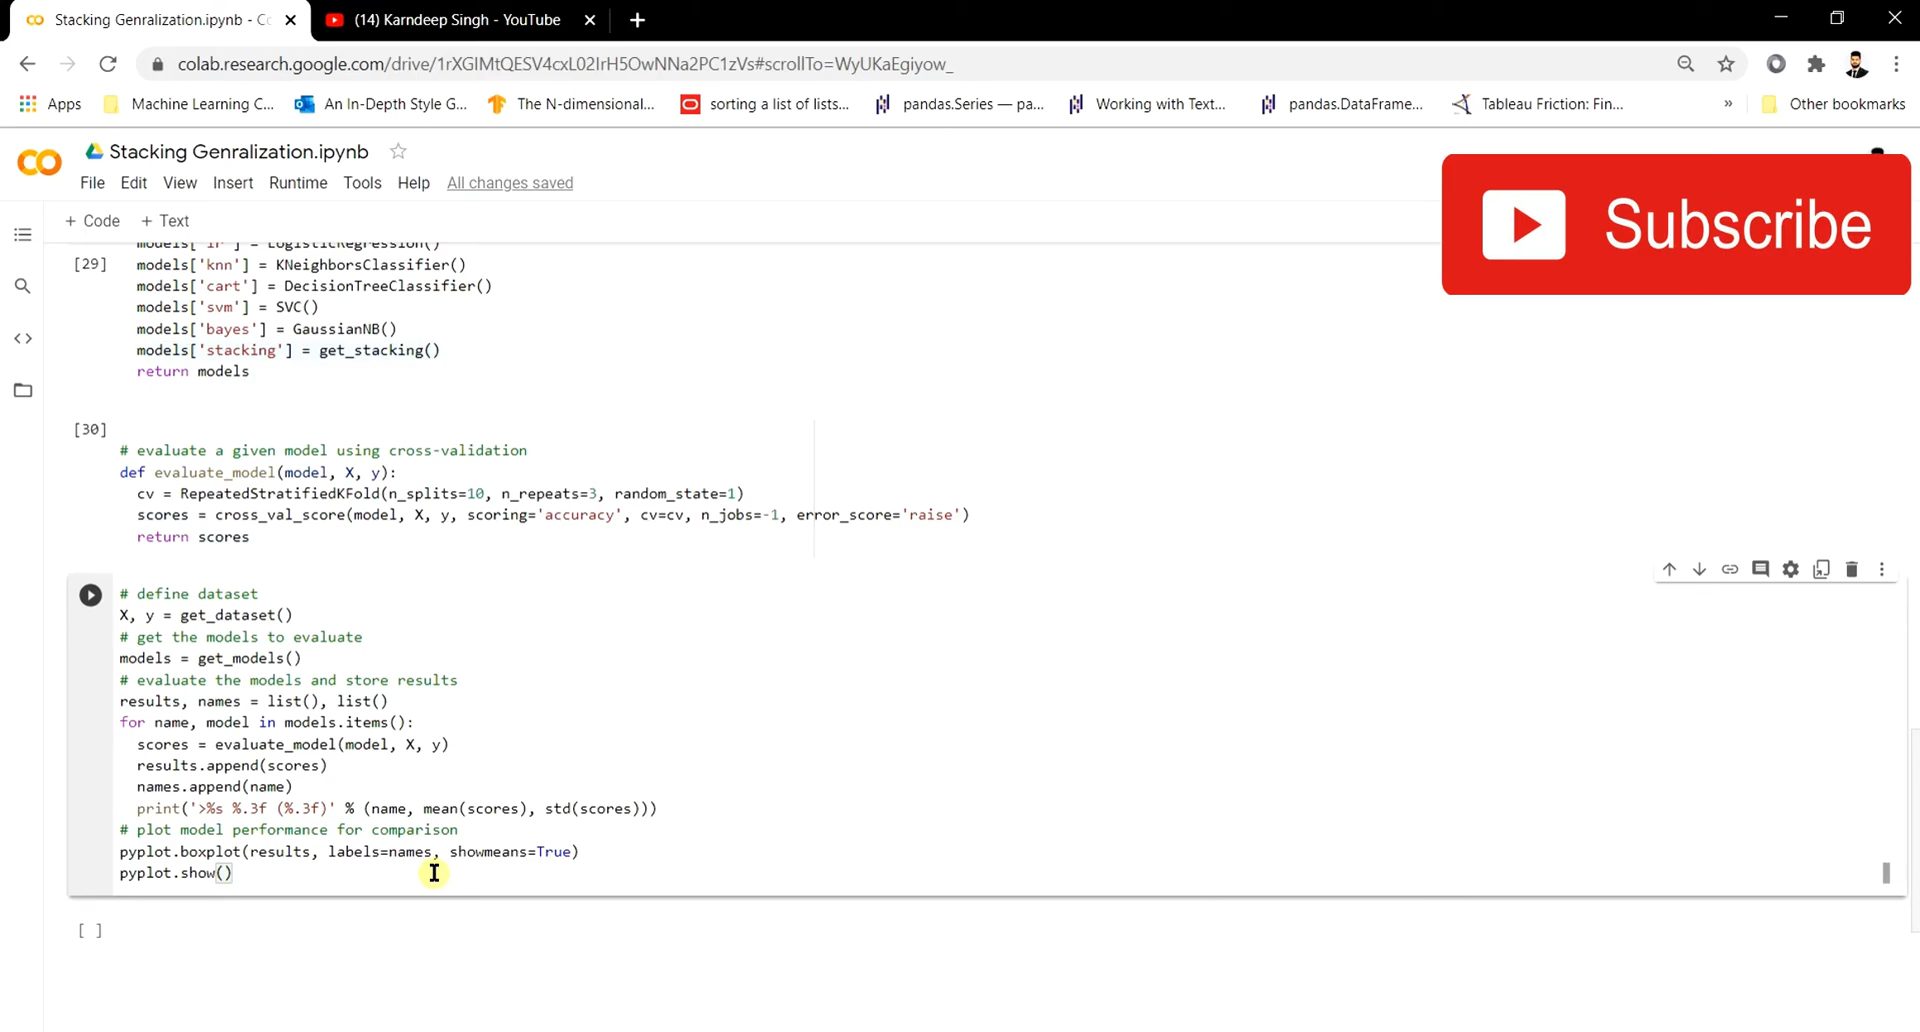 Stacking Genralization.ipynb - Co
(14) Karndeep Singh - YouTube
colab.research.google.com/drive/1rXGIMtQESV4cxL02IrH5OwNNa2PC1zVs#scrollTo=WyUKaEgiyow_
Apps Machine Learning C... An In-Depth Style G... The N-dimensional... sorting a list of lists... pandas.Series — pa... Working with Text... pandas.DataFrame... Tableau Friction: Fin... » Other bookmarks
CO Stacking Genralization.ipynb
File Edit View Insert Runtime Tools Help All changes saved
Subscribe
+ Code + Text
models['lr'] = LogisticRegression()
[29] models['knn'] = KNeighborsClassifier()
models['cart'] = DecisionTreeClassifier()
models['svm'] = SVC()
models['bayes'] = GaussianNB()
models['stacking'] = get_stacking()
return models
[30]
# evaluate a given model using cross-validation
def evaluate_model(model, X, y):
cv = RepeatedStratifiedKFold(n_splits=10, n_repeats=3, random_state=1)
scores = cross_val_score(model, X, y, scoring='accuracy', cv=cv, n_jobs=-1, error_score='raise')
return scores
# define dataset
X, y = get_dataset()
# get the models to evaluate
models = get_models()
# evaluate the models and store results
results, names = list(), list()
for name, model in models.items():
scores = evaluate_model(model, X, y)
results.append(scores)
names.append(name)
print('>%s %.3f (%.3f)' % (name, mean(scores), std(scores)))
# plot model performance for comparison
pyplot.boxplot(results, labels=names, showmeans=True)
pyplot.show()
[ ]